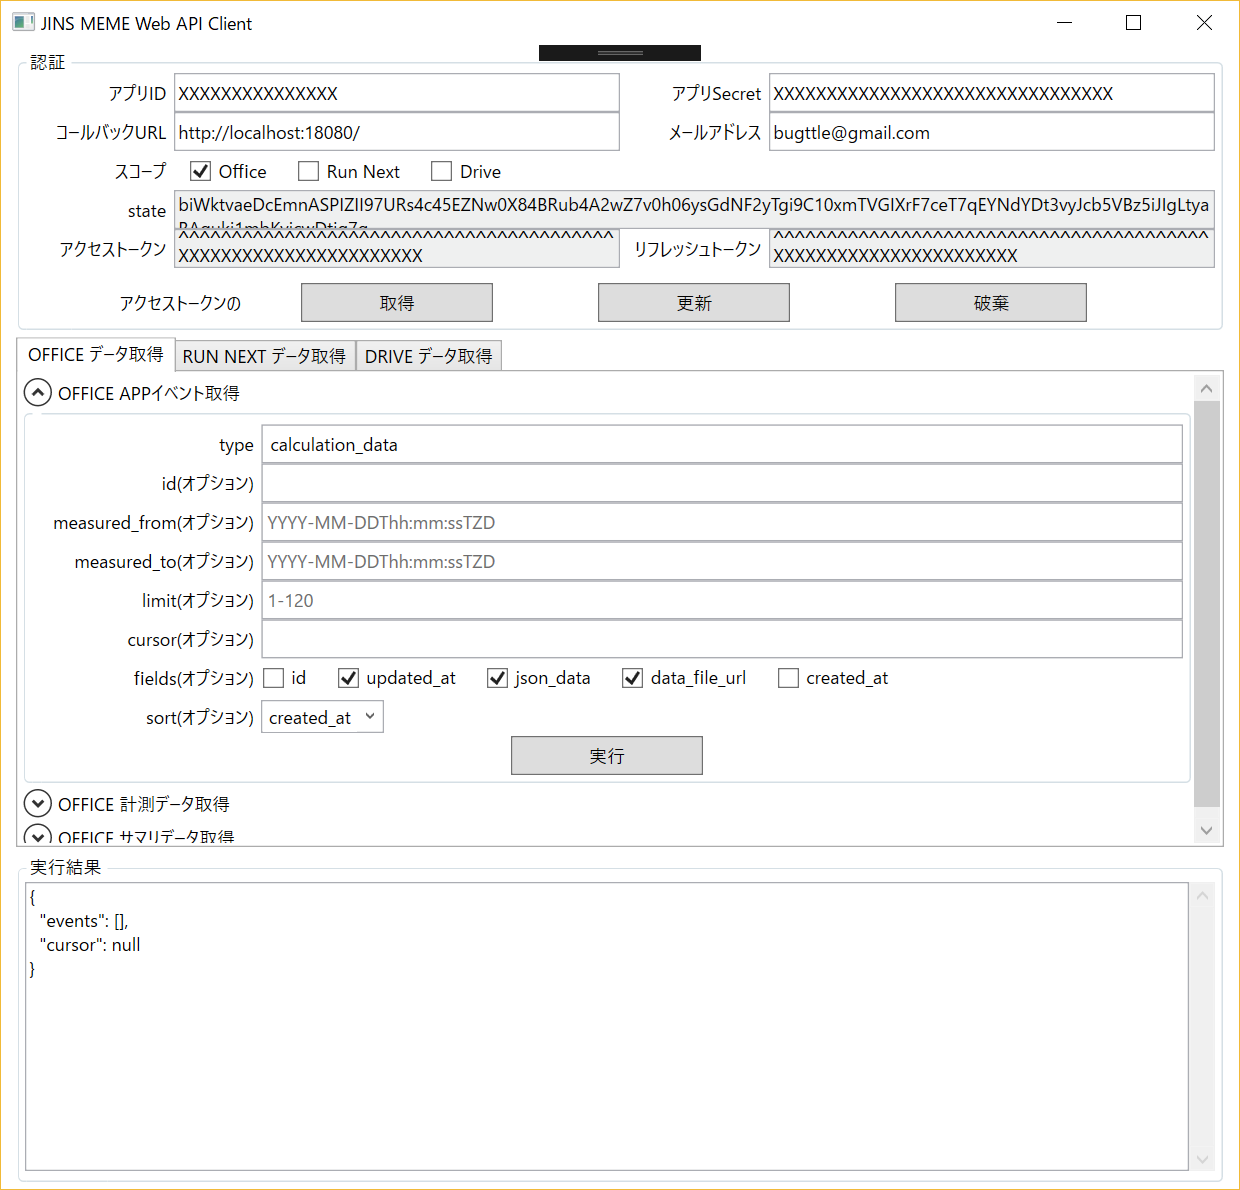 JINS MEME Web API Client
認証
アプリID XXXXXXXXXXXXXXX アプリSecret XXXXXXXXXXXXXXXXXXXXXXXXXXXXXXXX
コールバックURL http://localhost:18080/ メールアドレス bugttle@gmail.com
スコープ Office Run Next Drive
state biWktvaeDcEmnASPIZII97URs4c45EZNw0X84BRub4A2wZ7v0h06ysGdNF2yTgi9C10xmTVGIXrF7ceT7qEYNdYDt3vyJcb5VBz5iJIgLtya
アクセストークン XXXXXXXXXXXXXXXXXXXXXXX リフレッシュトークン XXXXXXXXXXXXXXXXXXXXXXX
アクセストークンの 取得 更新 破棄
OFFICE データ取得 RUN NEXT データ取得 DRIVE データ取得
OFFICE APPイベント取得
type calculation_data
id(オプション)
measured_from(オプション) YYYY-MM-DDThh:mm:ssTZD
measured_to(オプション) YYYY-MM-DDThh:mm:ssTZD
limit(オプション) 1-120
cursor(オプション)
fields(オプション) id updated_at json_data data_file_url created_at
sort(オプション) created_at
実行
OFFICE 計測データ取得
OFFICE サマリデータ取得
実行結果
{
"events": [],
"cursor": null
}